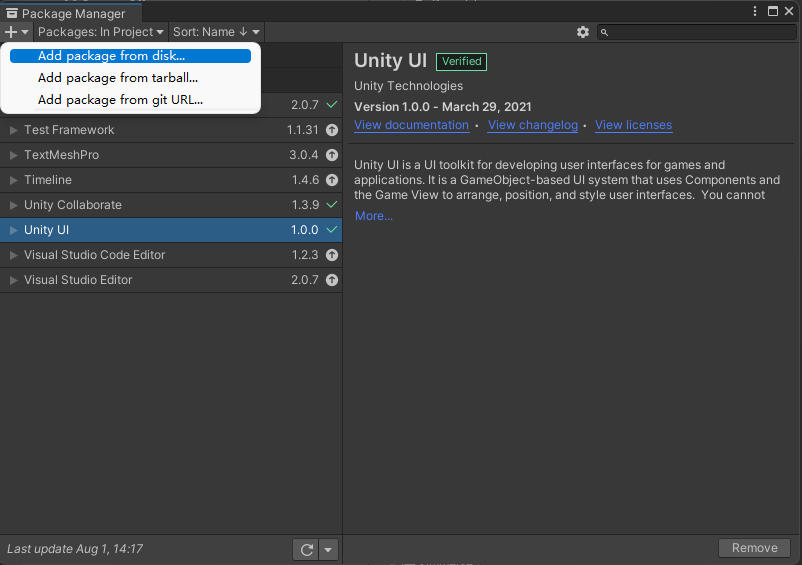 Package Manager
Packages: In Project
Sort: Name ↓
Add package from disk...
Add package from tarball...
Add package from git URL...
2.0.7
Test Framework 1.1.31
TextMeshPro 3.0.4
Timeline 1.4.6
Unity Collaborate 1.3.9
Unity UI 1.0.0
Visual Studio Code Editor 1.2.3
Visual Studio Editor 2.0.7
Last update Aug 1, 14:17
Unity UI Verified
Unity Technologies
Version 1.0.0 - March 29, 2021
View documentation • View changelog • View licenses
Unity UI is a UI toolkit for developing user interfaces for games and
applications. It is a GameObject-based UI system that uses Components and
the Game View to arrange, position, and style user interfaces. You cannot
More...
Remove